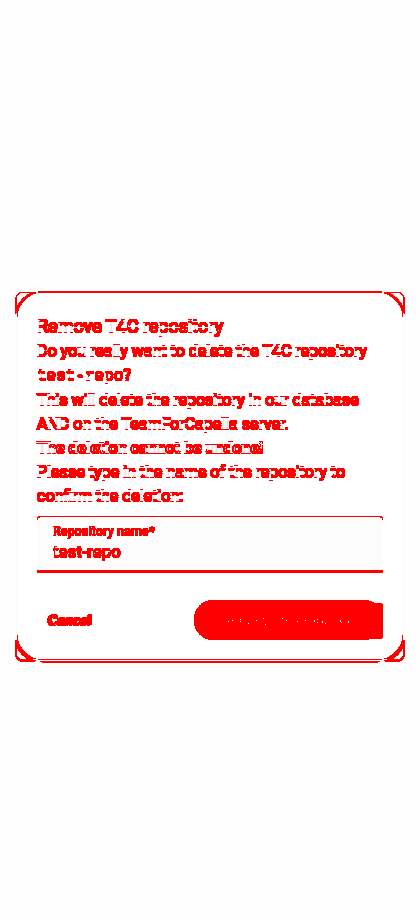 Remove T4C repository
Do you really want to delete the T4C repository
test-repo?
This will delete the repository in our database
AND on the TeamForCapella server.
The deletion cannot be undone!
Please type in the name of the repository to
confirm the deletion:
Repository name*
test-repo
Cancel